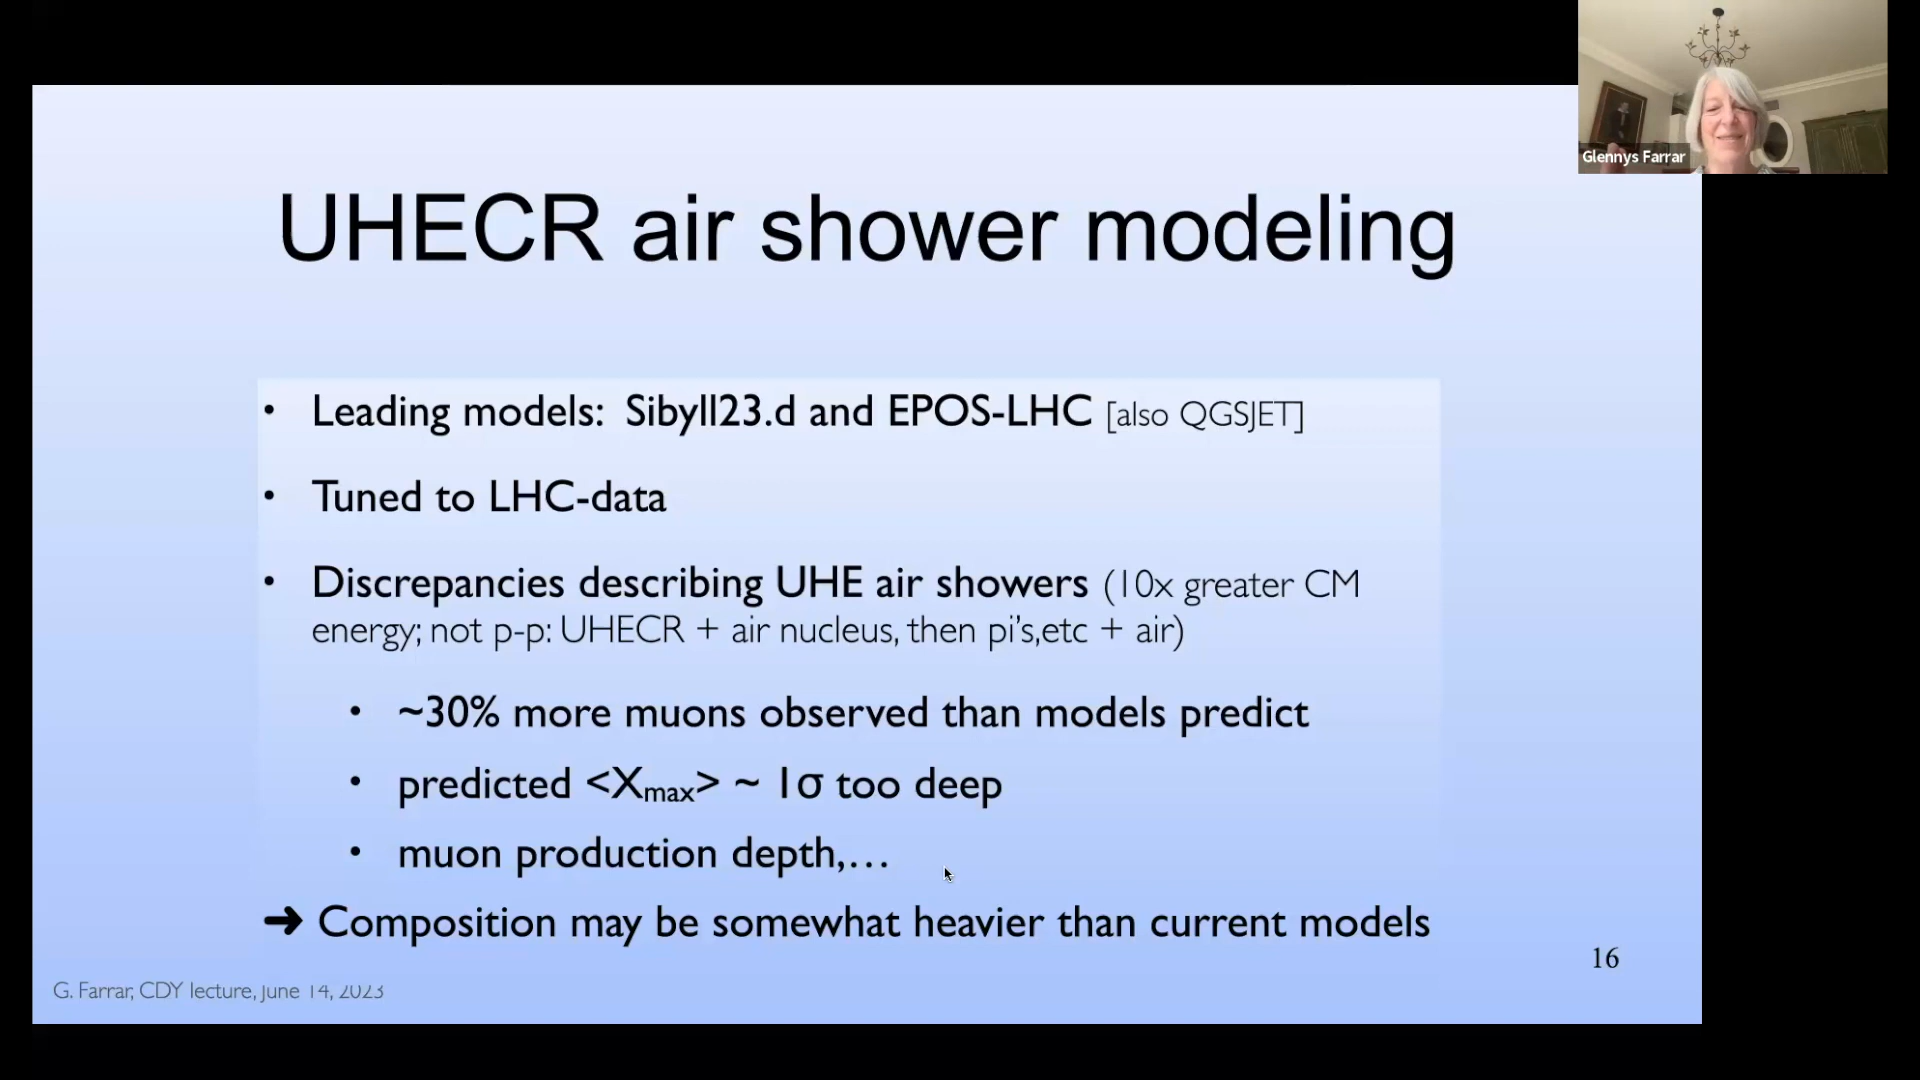 Glennys Farrar
UHECR air shower modeling
• Leading models: Sibyll23.d and EPOS-LHC [also QGSJET]
• Tuned to LHC-data
• Discrepancies describing UHE air showers (10x greater CM
energy; not p-p: UHECR + air nucleus, then pi's,etc + air)
• ~30% more muons observed than models predict
• predicted <Xmax> ~ 1σ too deep
• muon production depth,…
➜ Composition may be somewhat heavier than current models
16
G. Farrar, CDY lecture, June 14, 2023